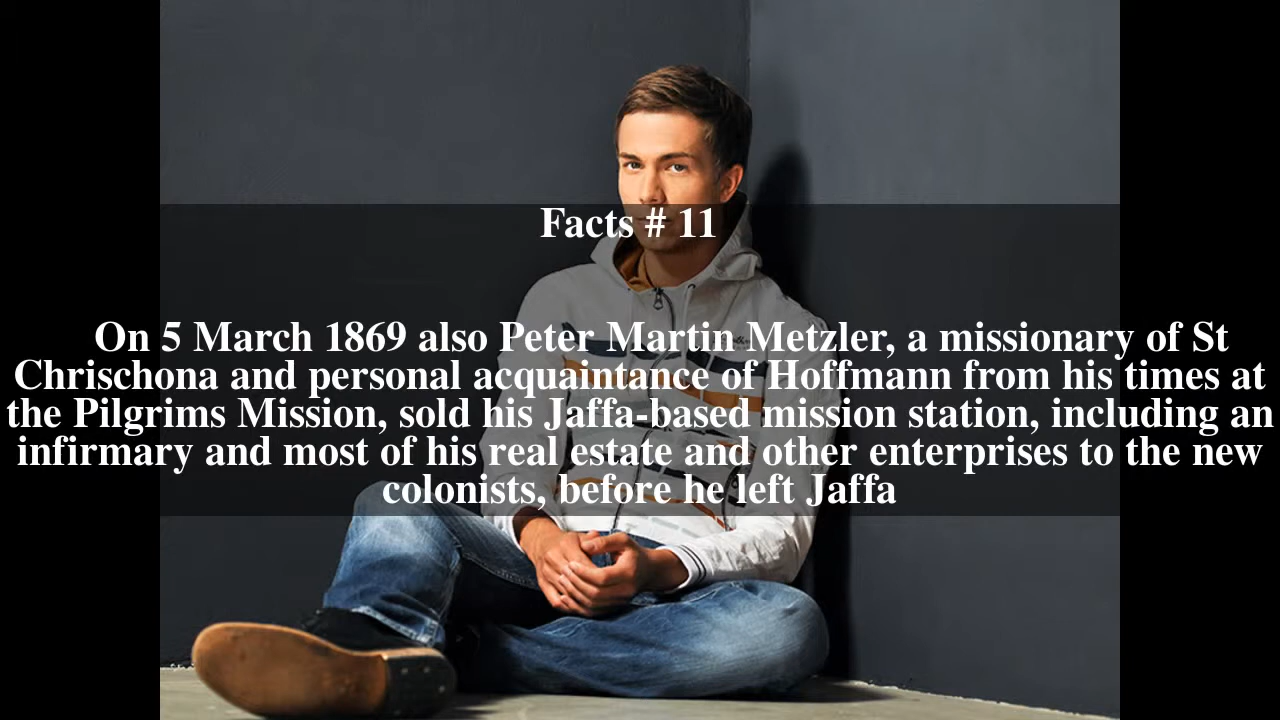 Facts # 11
On 5 March 1869 also Peter Martin Metzler, a missionary of St
Chrischona and personal acquaintance of Hoffmann from his times at
the Pilgrims Mission, sold his Jaffa-based mission station, including an
infirmary and most of his real estate and other enterprises to the new
colonists, before he left Jaffa